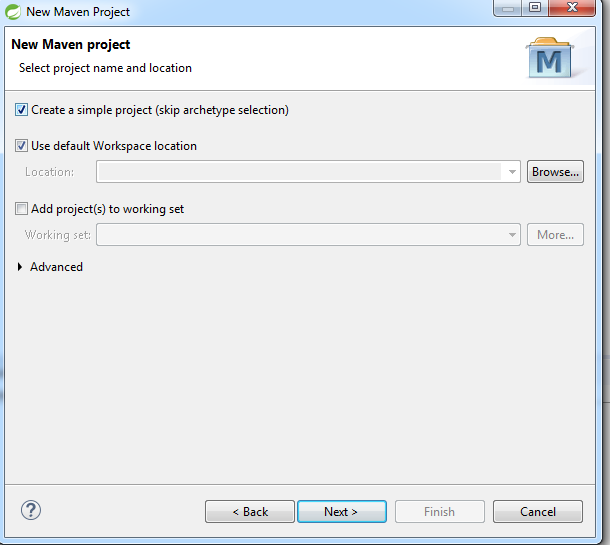 New Maven Project
New Maven project
Select project name and location
M
Create a simple project (skip archetype selection)
Use default Workspace location
Location:
Browse...
Add project(s) to working set
Working set:
More...
Advanced
?
< Back
Next >
Finish
Cancel